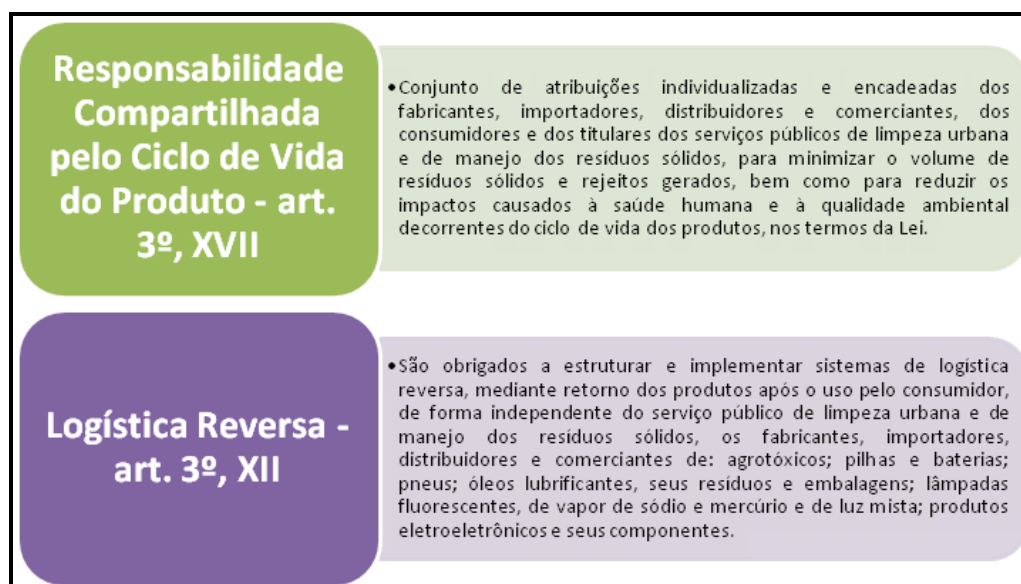 Responsabilidade
Compartilhada
pelo Ciclo de Vida
do Produto - art.
3º, XVII
•Conjunto de atribuições individualizadas e encadeadas dos
fabricantes, importadores, distribuidores e comerciantes, dos
consumidores e dos titulares dos serviços públicos de limpeza urbana
e de manejo dos resíduos sólidos, para minimizar o volume de
resíduos sólidos e rejeitos gerados, bem como para reduzir os
impactos causados à saúde humana e à qualidade ambiental
decorrentes do ciclo de vida dos produtos, nos termos da Lei.
Logística Reversa -
art. 3º, XII
•São obrigados a estruturar e implementar sistemas de logística
reversa, mediante retorno dos produtos após o uso pelo consumidor,
de forma independente do serviço público de limpeza urbana e de
manejo dos resíduos sólidos, os fabricantes, importadores,
distribuidores e comerciantes de: agrotóxicos; pilhas e baterias;
pneus; óleos lubrificantes, seus resíduos e embalagens; lâmpadas
fluorescentes, de vapor de sódio e mercúrio e de luz mista; produtos
eletroeletrônicos e seus componentes.